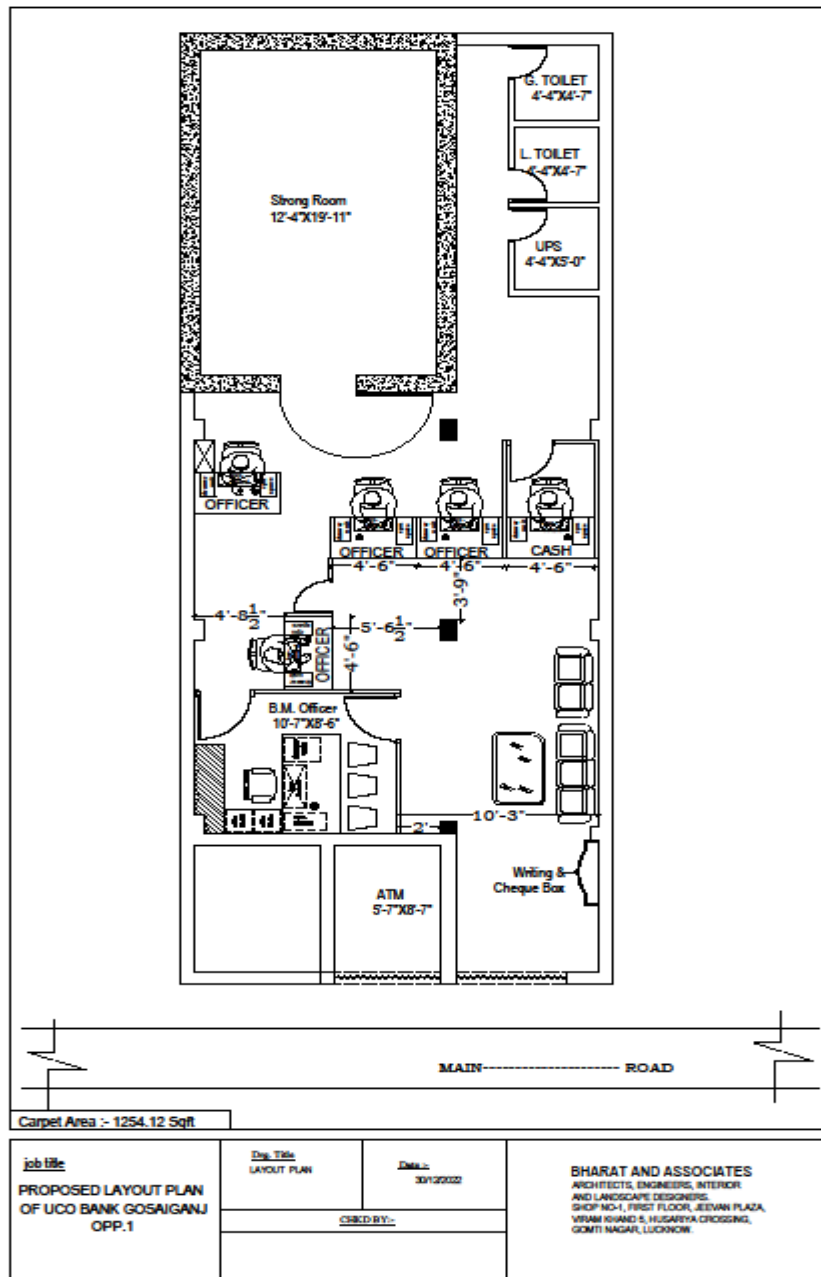 G. TOILET
4'-4"X4'-7"
L. TOILET
4'-4"X4'-7"
Strong Room
12'-4"X19'-11"
UPS
4'-4"X5'-0"
OFFICER
OFFICER
OFFICER
CASH
4'-6"
4'-6"
4'-6"
3'-9"
4'-8 1/2"
5'-6 1/2"
OFFICER
4'-6"
B.M. Officer
10'-7"X8'-6"
10'-3"
2'
Writing &
Cheque Box
ATM
5'-7"X8'-7"
MAIN----------------------- ROAD
Carpet Area :- 1254.12 Sqft
job title
PROPOSED LAYOUT PLAN
OF UCO BANK GOSAIGANJ
OPP.1
Drg. Title
LAYOUT PLAN
Date :-
30/12/2022
CHKD BY:-
BHARAT AND ASSOCIATES
ARCHITECTS, ENGINEERS, INTERIOR
AND LANDSCAPE DESIGNERS.
SHOP NO-1, FIRST FLOOR, JEEVAN PLAZA,
VIRAM KHAND 5, HUSARIYA CROSSING,
GOMTI NAGAR, LUCKNOW.